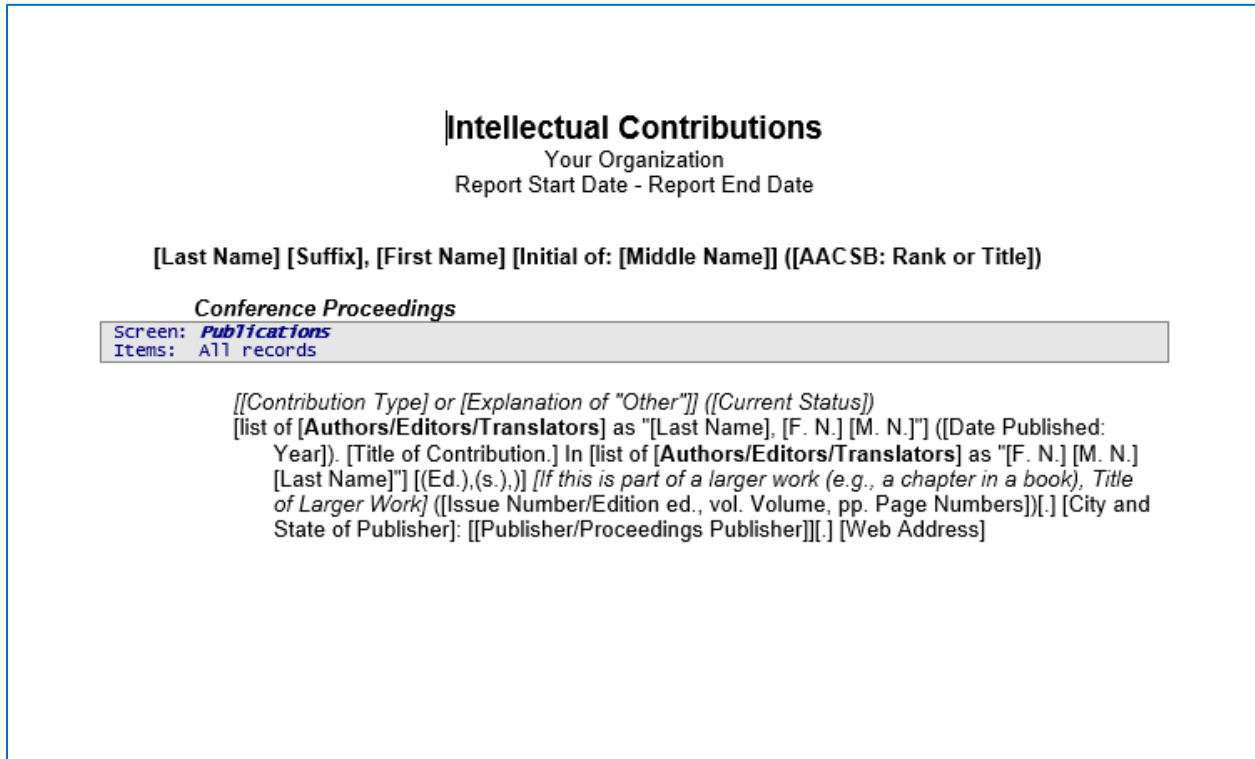 Intellectual Contributions
Your Organization
Report Start Date - Report End Date
[Last Name] [Suffix], [First Name] [Initial of: [Middle Name]] ([AACSB: Rank or Title])
Conference Proceedings
Screen: Publications
Items: All records
[[Contribution Type] or [Explanation of "Other"]] ([Current Status])
[list of [Authors/Editors/Translators] as "[Last Name], [F. N.] [M. N.]"] ([Date Published:
Year]). [Title of Contribution.] In [list of [Authors/Editors/Translators] as "[F. N.] [M. N.]
[Last Name]"] [(Ed.),(s.),)] [If this is part of a larger work (e.g., a chapter in a book), Title
of Larger Work] ([Issue Number/Edition ed., vol. Volume, pp. Page Numbers])[.] [City and
State of Publisher]: [[Publisher/Proceedings Publisher]][.] [Web Address]